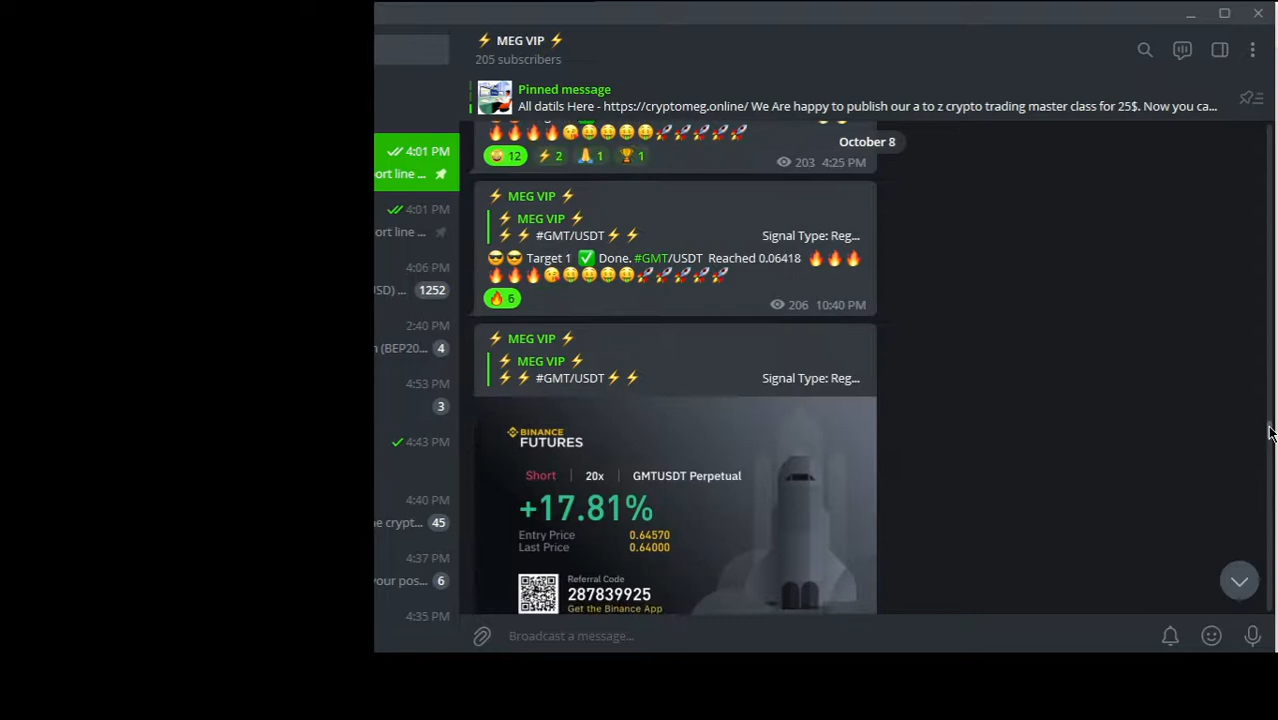 ⚡ MEG VIP ⚡
205 subscribers
Pinned message
All datils Here - https://cryptomeg.online/ We Are happy to publish our a to z crypto trading master class for 25$. Now you ca...
October 8
12 2 1 1
203 4:25 PM
⚡ MEG VIP ⚡
⚡ MEG VIP ⚡
⚡ ⚡ #GMT/USDT⚡ ⚡ Signal Type: Reg...
😎😎 Target 1 ✅ Done. #GMT/USDT Reached 0.06418 🔥🔥🔥
🔥🔥🔥😘🤑🤑🤑🤑🚀🚀🚀🚀🚀
🔥 6
206 10:40 PM
⚡ MEG VIP ⚡
⚡ MEG VIP ⚡
⚡ ⚡ #GMT/USDT⚡ ⚡ Signal Type: Reg...
BINANCE
FUTURES
Short | 20x | GMTUSDT Perpetual
+17.81%
Entry Price 0.64570
Last Price 0.64000
Referral Code
287839925
Get the Binance App
Broadcast a message...
4:01 PM
ort line ...
4:01 PM
ort line ...
4:06 PM
SD) ... 1252
2:40 PM
(BEP20... 4
4:53 PM
3
4:43 PM
4:40 PM
e crypt... 45
4:37 PM
your pos... 6
4:35 PM